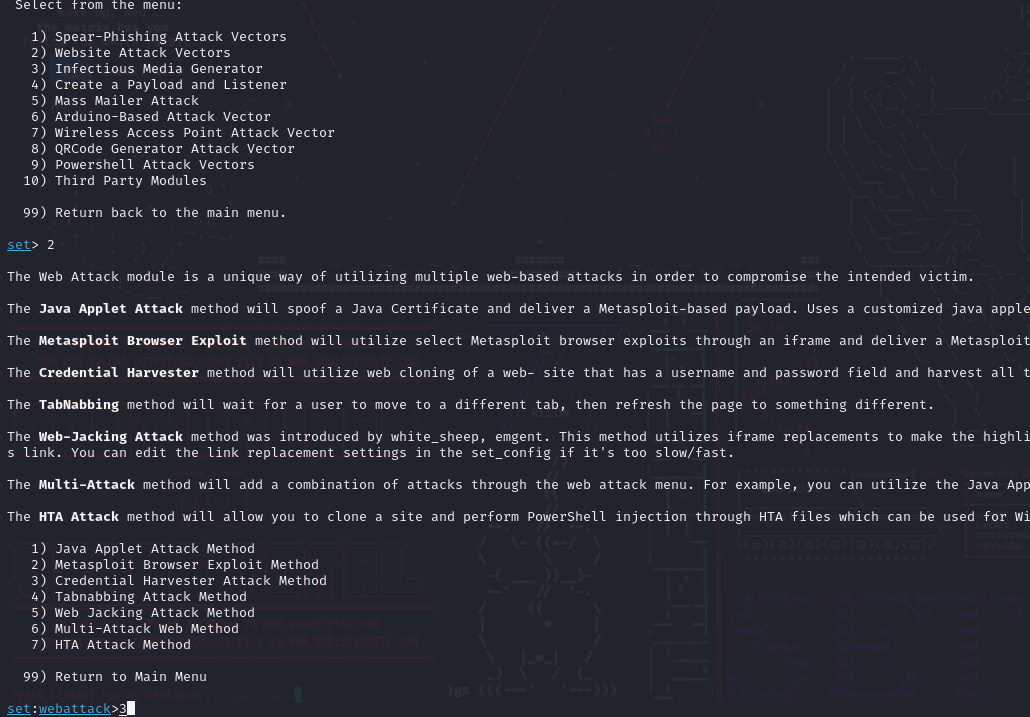 Select from the menu:
1) Spear-Phishing Attack Vectors
2) Website Attack Vectors
3) Infectious Media Generator
4) Create a Payload and Listener
5) Mass Mailer Attack
6) Arduino-Based Attack Vector
7) Wireless Access Point Attack Vector
8) QRCode Generator Attack Vector
9) Powershell Attack Vectors
10) Third Party Modules
99) Return back to the main menu.
set> 2
The Web Attack module is a unique way of utilizing multiple web-based attacks in order to compromise the intended victim.
The Java Applet Attack method will spoof a Java Certificate and deliver a Metasploit-based payload. Uses a customized java apple
The Metasploit Browser Exploit method will utilize select Metasploit browser exploits through an iframe and deliver a Metasploit
The Credential Harvester method will utilize web cloning of a web- site that has a username and password field and harvest all t
The TabNabbing method will wait for a user to move to a different tab, then refresh the page to something different.
The Web-Jacking Attack method was introduced by white_sheep, emgent. This method utilizes iframe replacements to make the highli
s link. You can edit the link replacement settings in the set_config if it's too slow/fast.
The Multi-Attack method will add a combination of attacks through the web attack menu. For example, you can utilize the Java App
The HTA Attack method will allow you to clone a site and perform PowerShell injection through HTA files which can be used for Wi
1) Java Applet Attack Method
2) Metasploit Browser Exploit Method
3) Credential Harvester Attack Method
4) Tabnabbing Attack Method
5) Web Jacking Attack Method
6) Multi-Attack Web Method
7) HTA Attack Method
99) Return to Main Menu
jgs
set:webattack>3